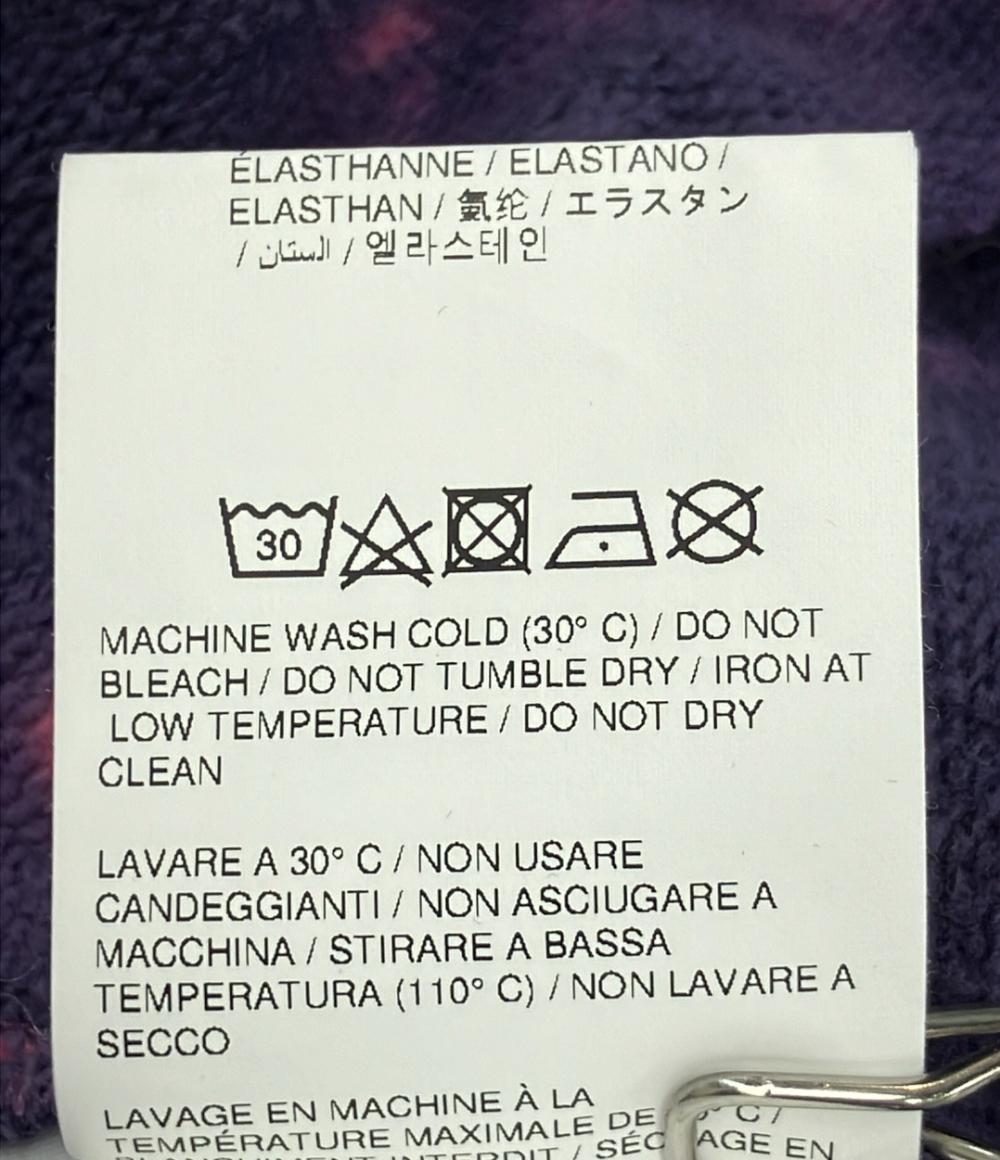 ÉLASTHANNE / ELASTANO /
ELASTHAN / 氨纶 / エラスタン
/ الستان / 엘라스테인
30
MACHINE WASH COLD (30° C) / DO NOT
BLEACH / DO NOT TUMBLE DRY / IRON AT
LOW TEMPERATURE / DO NOT DRY
CLEAN
LAVARE A 30° C / NON USARE
CANDEGGIANTI / NON ASCIUGARE A
MACCHINA / STIRARE A BASSA
TEMPERATURA (110° C) / NON LAVARE A
SECCO
LAVAGE EN MACHINE À LA
TEMPÉRATURE MAXIMALE DE C /
INTERDIT / EN